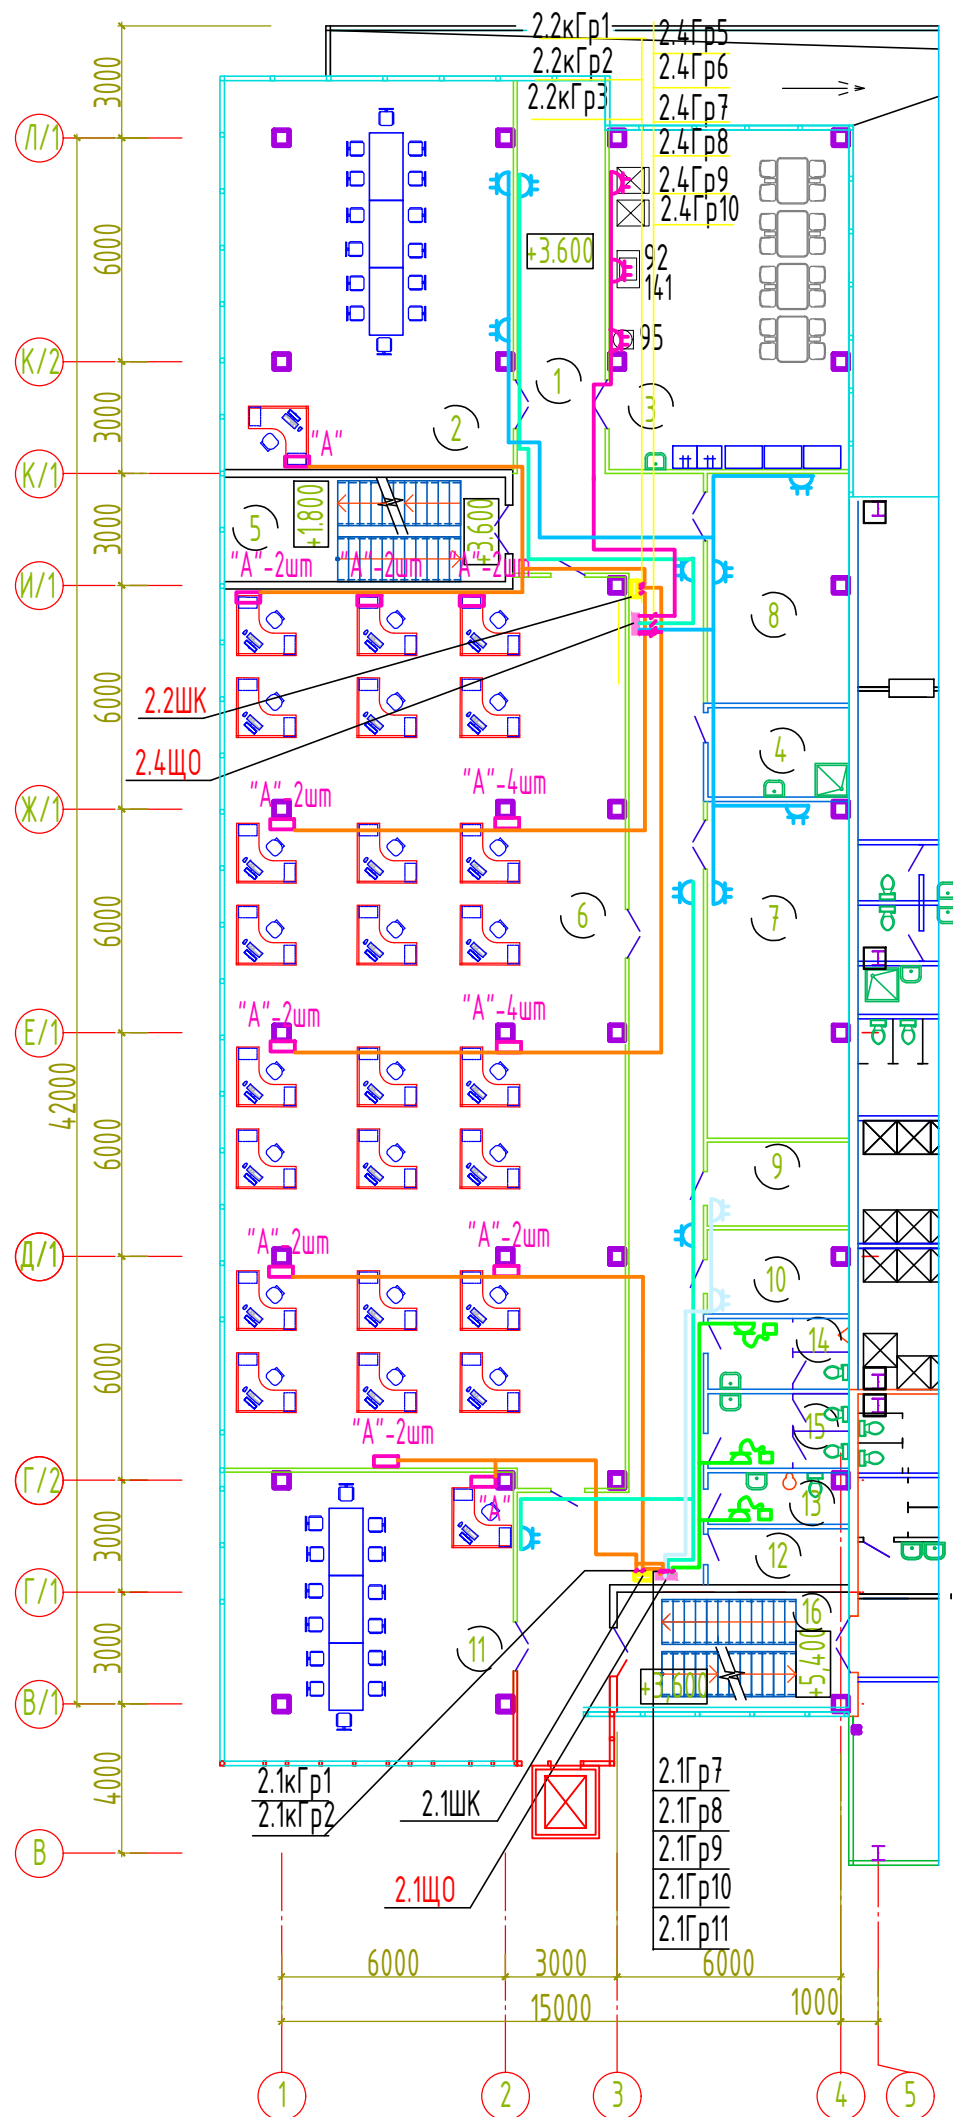 2.2кГр1
2.2кГр2
2.2кГр3
2.4Гр5
2.4Гр6
2.4Гр7
2.4Гр8
2.4Гр9
2.4Гр10
3000
Л/1
6000
+3.600
92
141
95
К/2
1
2
3
3000
"А"
К/1
5
+1.800
+3.600
3000
"А"-2шт
"А"-2шт
"А"-2шт
И/1
8
6000
2.2ШК
2.4ЩО
4
"А"-2шт
"А"-4шт
Ж/1
6000
6
7
"А"-2шт
"А"-4шт
Е/1
42000
6000
9
"А"-2шт
"А"-2шт
Д/1
10
14
6000
15
"А"-2шт
Г/2
"А"
13
3000
12
Г/1
16
3000
11
+3,600
+5,400
В/1
4000
2.1кГр1
2.1кГр2
2.1ШК
2.1ЩО
2.1Гр7
2.1Гр8
2.1Гр9
2.1Гр10
2.1Гр11
В
6000
3000
6000
15000
1000
1
2
3
4
5